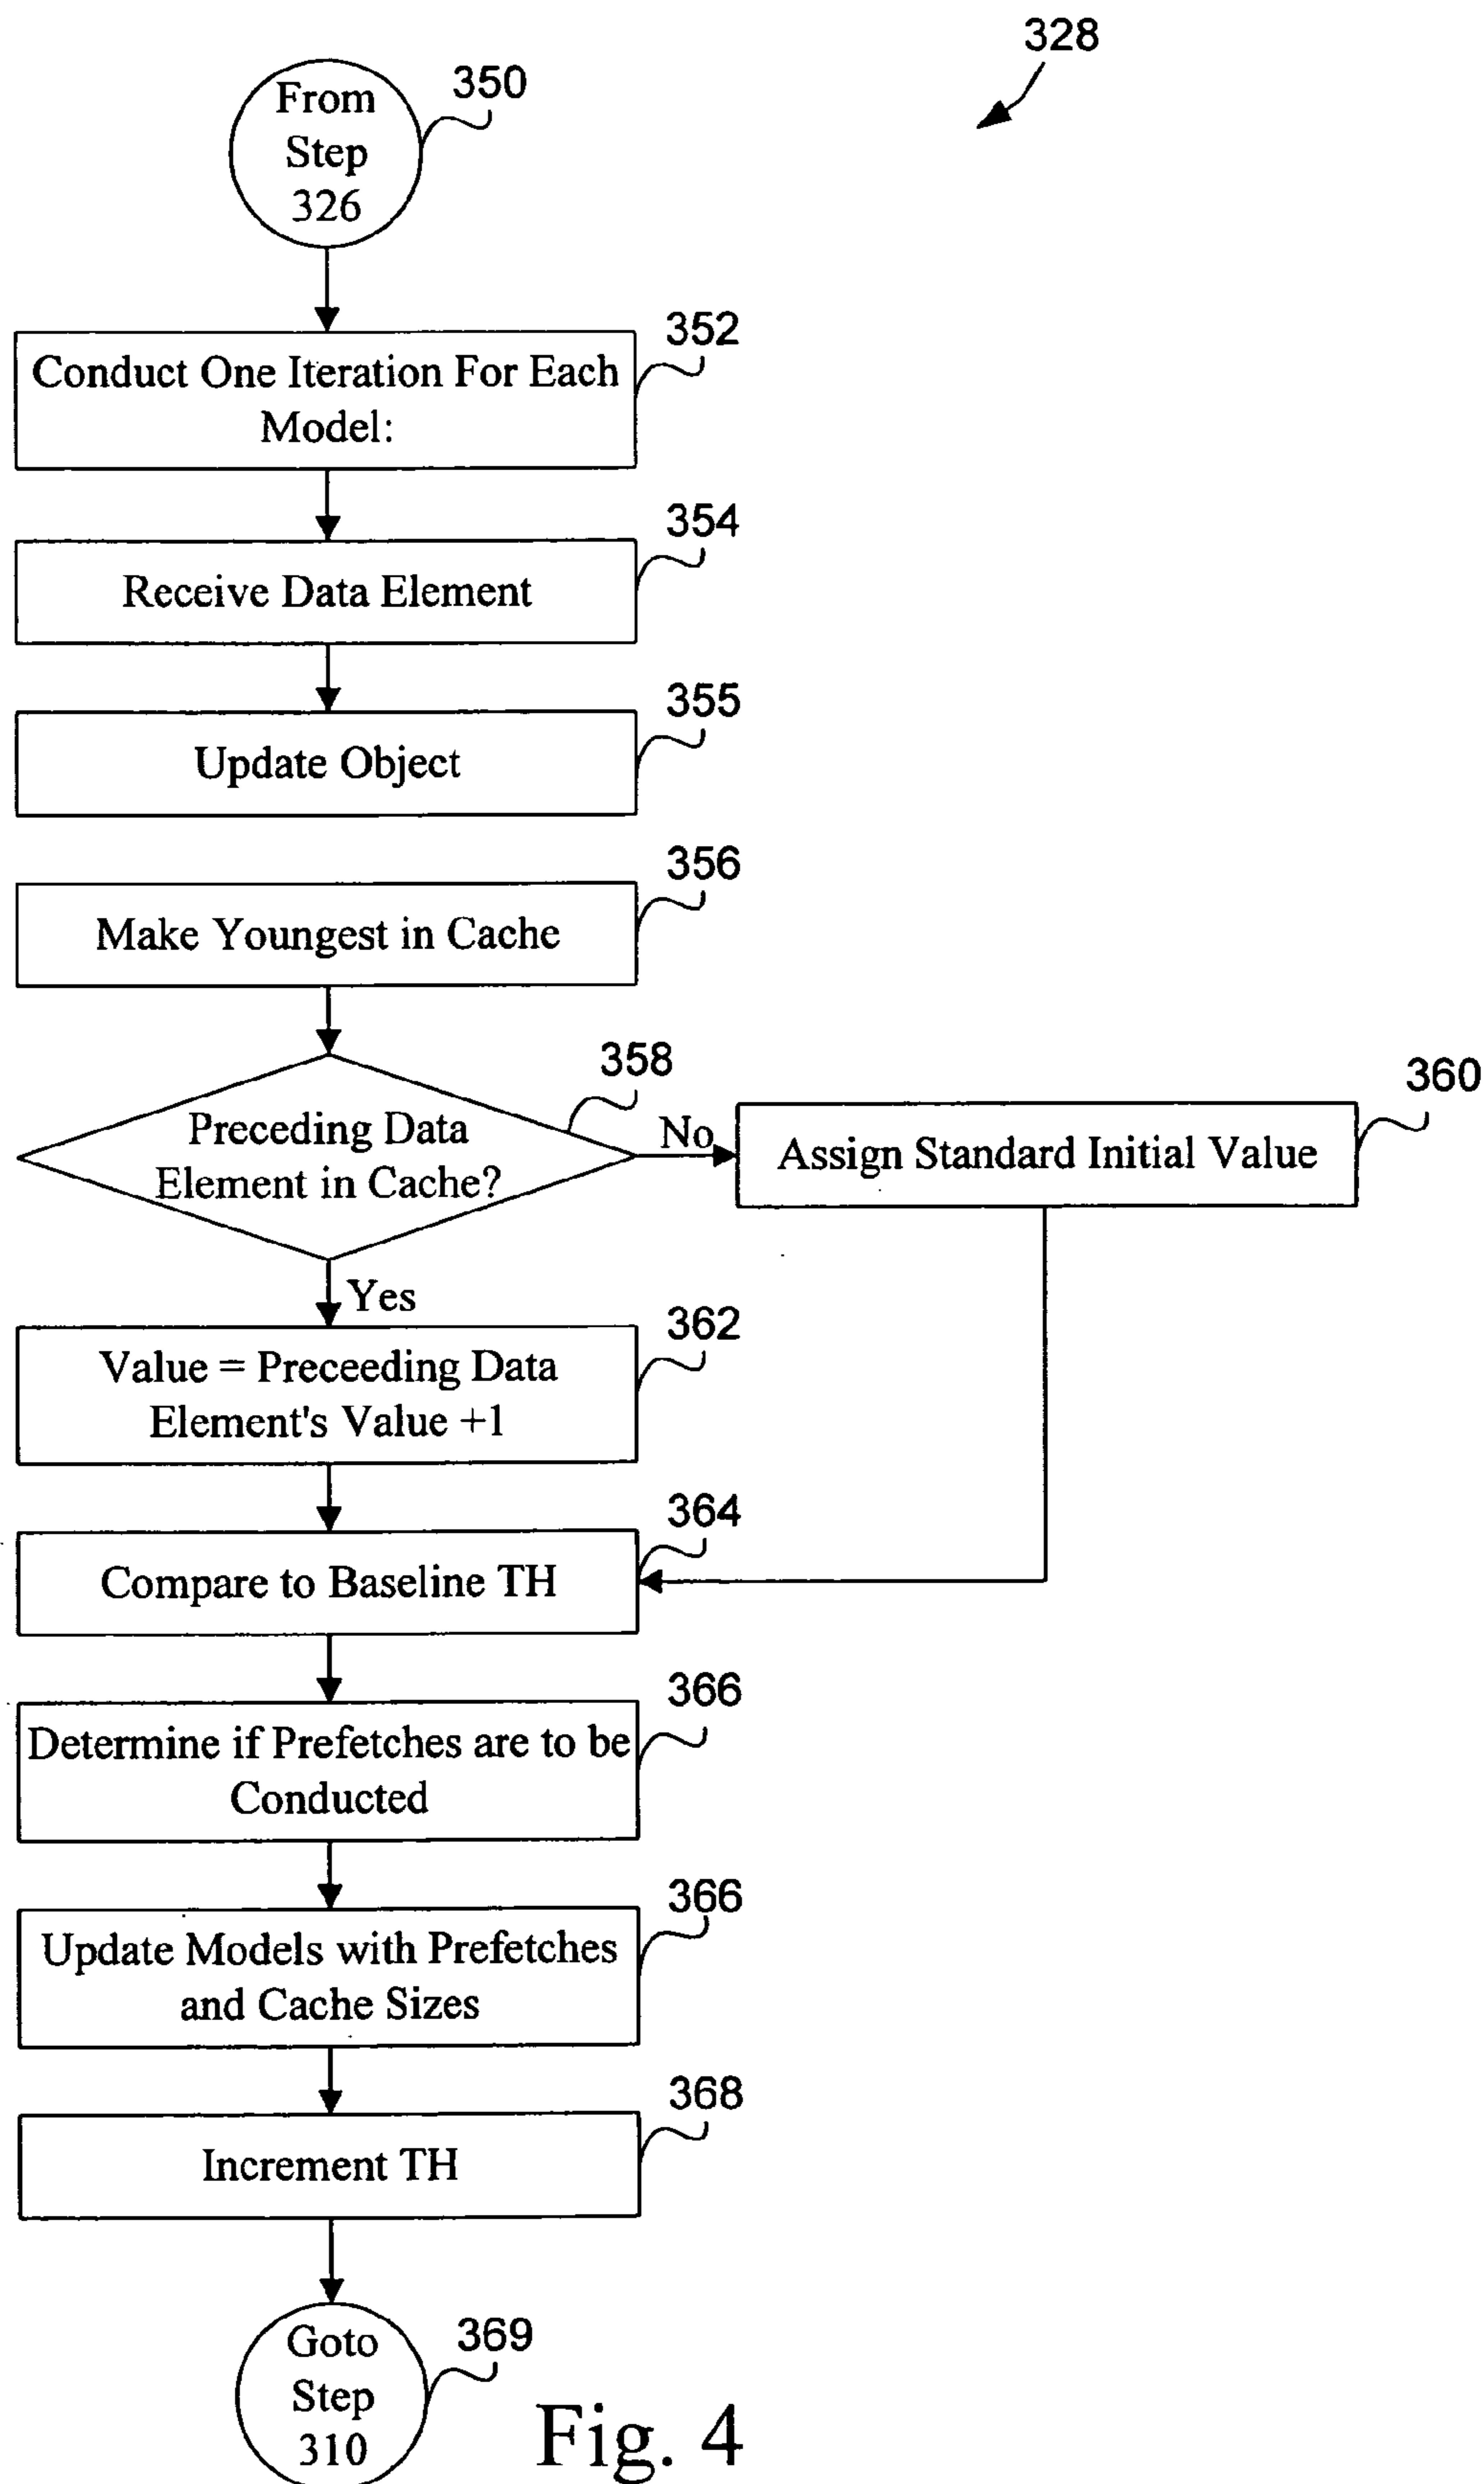 328
From
Step
326
350
352
Conduct One Iteration For Each
Model:
354
Receive Data Element
355
Update Object
356
Make Youngest in Cache
358
Preceding Data
Element in Cache?
No
360
Assign Standard Initial Value
Yes
362
Value = Preceeding Data
Element's Value +1
364
Compare to Baseline TH
366
Determine if Prefetches are to be
Conducted
366
Update Models with Prefetches
and Cache Sizes
368
Increment TH
369
Goto
Step
310
Fig. 4